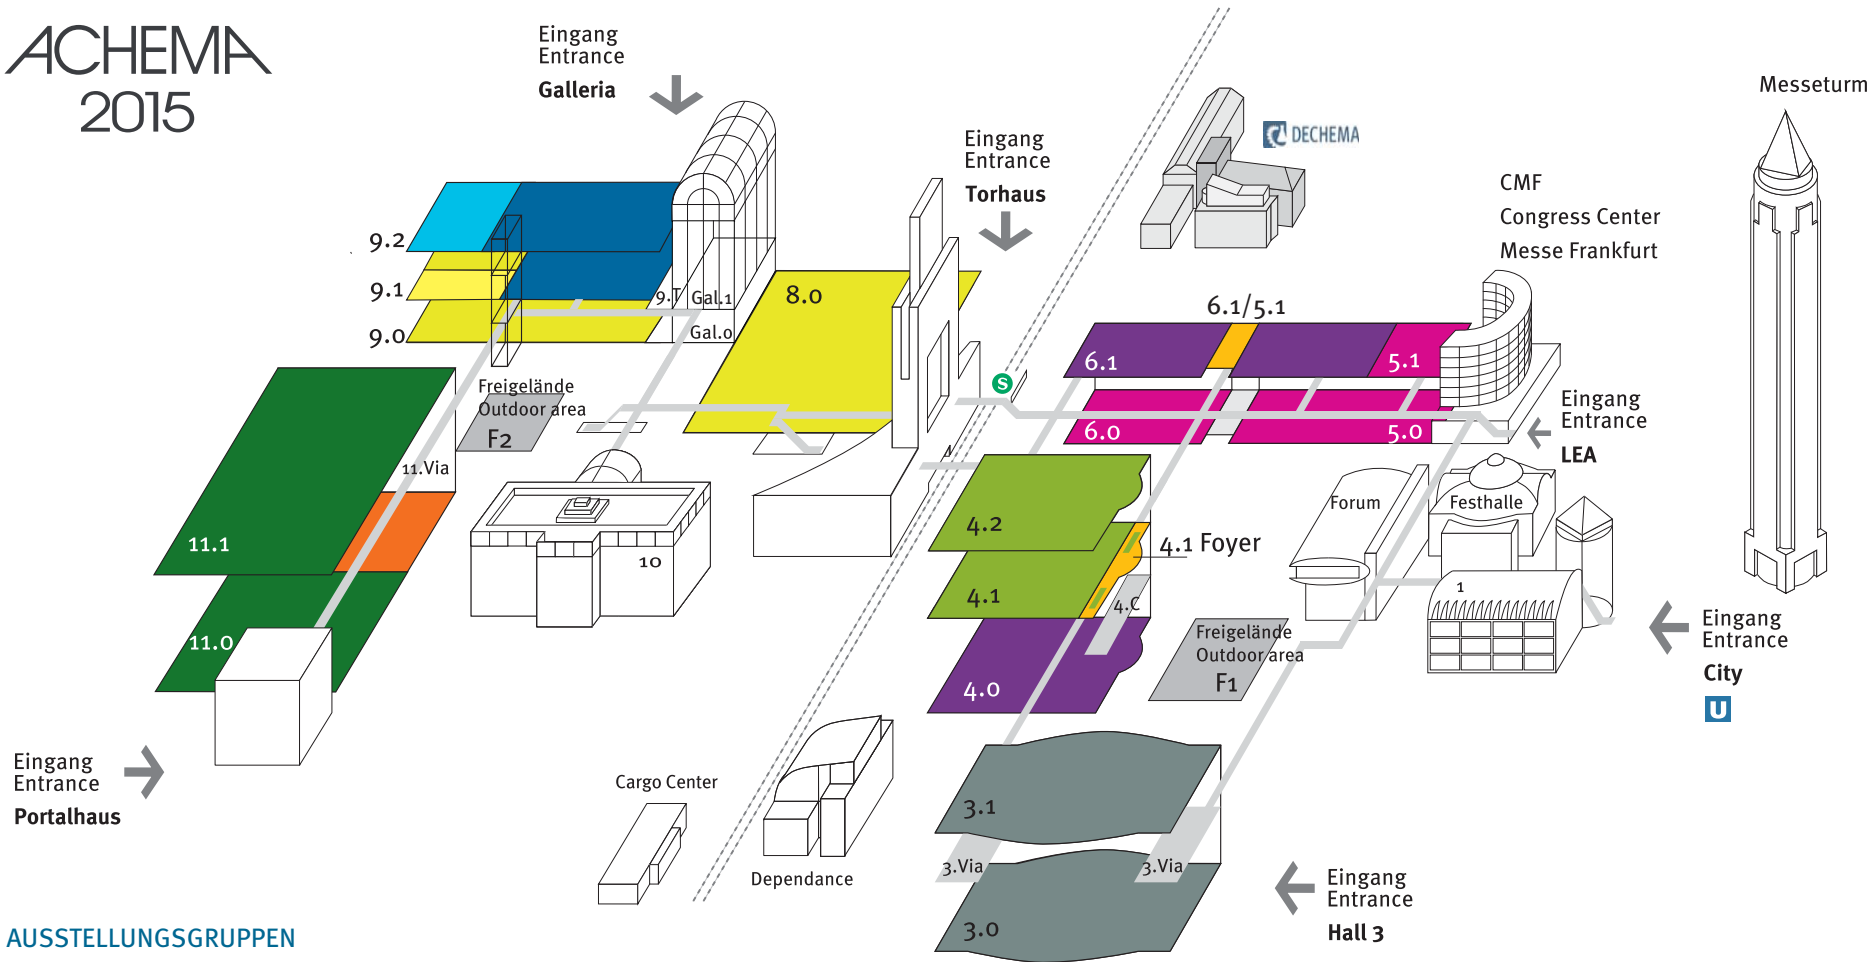 ACHEMA
2015
Eingang
Entrance
Galleria
Eingang
Entrance
Torhaus
DECHEMA
Messeturm
CMF
Congress Center
Messe Frankfurt
9.2
9.1
9.0
9.T
Gal.1
Gal.0
8.0
6.1/5.1
6.1
5.1
6.0
5.0
S
Eingang
Entrance
LEA
Freigelände
Outdoor area
F2
11.Via
11.1
11.0
10
4.2
4.1
4.1 Foyer
4.C
4.0
Forum
Festhalle
1
Freigelände
Outdoor area
F1
Eingang
Entrance
City
U
Eingang
Entrance
Portalhaus
Cargo Center
Dependance
3.1
3.Via
3.Via
3.0
Eingang
Entrance
Hall 3
AUSSTELLUNGSGRUPPEN